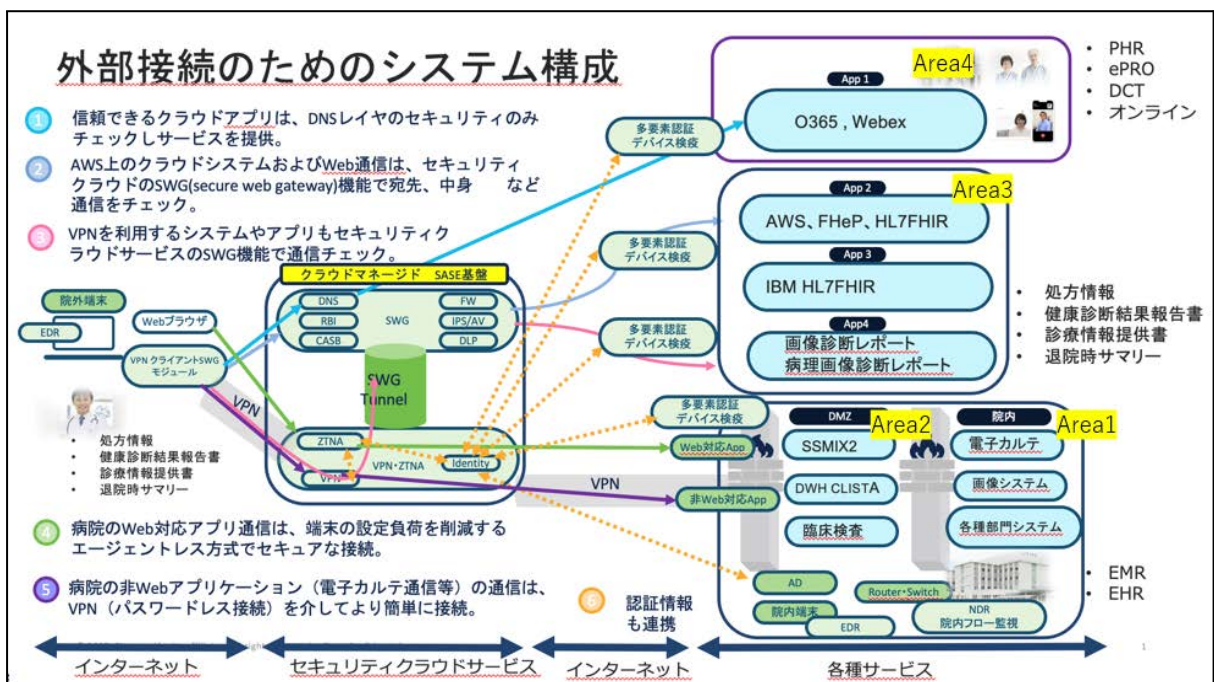 外部接続のためのシステム構成
1 信頼できるクラウドアプリは、DNSレイヤのセキュリティのみ
チェックしサービスを提供。
2 AWS上のクラウドシステムおよびWeb通信は、セキュリティ
クラウドのSWG(secure web gateway)機能で宛先、中身　　など
通信をチェック。
3 VPNを利用するシステムやアプリもセキュリティク
ラウドサービスのSWG機能で通信チェック。
クラウドマネージド　SASE基盤
院外端末
EDR
Webブラウザ
VPN クライアントSWG
モジュール
VPN
• 処方情報
• 健康診断結果報告書
• 診療情報提供書
• 退院時サマリー
DNS
RBI
CASB
SWG
FW
IPS/AV
DLP
SWG
Tunnel
ZTNA
VPN
VPN・ZTNA
Identity
4 病院のWeb対応アプリ通信は、端末の設定負荷を削減する
エージェントレス方式でセキュアな接続。
5 病院の非Webアプリケーション（電子カルテ通信等）の通信は、
VPN（パスワードレス接続）を介してより簡単に接続。
6 認証情報
も連携
VPN
多要素認証
デバイス検疫
多要素認証
デバイス検疫
多要素認証
デバイス検疫
多要素認証
デバイス検疫
Web対応App
非Web対応App
App 1
Area4
O365 , Webex
• PHR
• ePRO
• DCT
• オンライン
App 2
Area3
AWS、FHeP、HL7FHIR
App 3
IBM HL7FHIR
App4
画像診断レポート
病理画像診断レポート
• 処方情報
• 健康診断結果報告書
• 診療情報提供書
• 退院時サマリー
DMZ
Area2
SSMIX2
DWH CLISTA
臨床検査
院内
Area1
電子カルテ
画像システム
各種部門システム
AD
院内端末
EDR
Router・Switch
NDR
院内フロー監視
• EMR
• EHR
インターネット
セキュリティクラウドサービス
インターネット
各種サービス
1